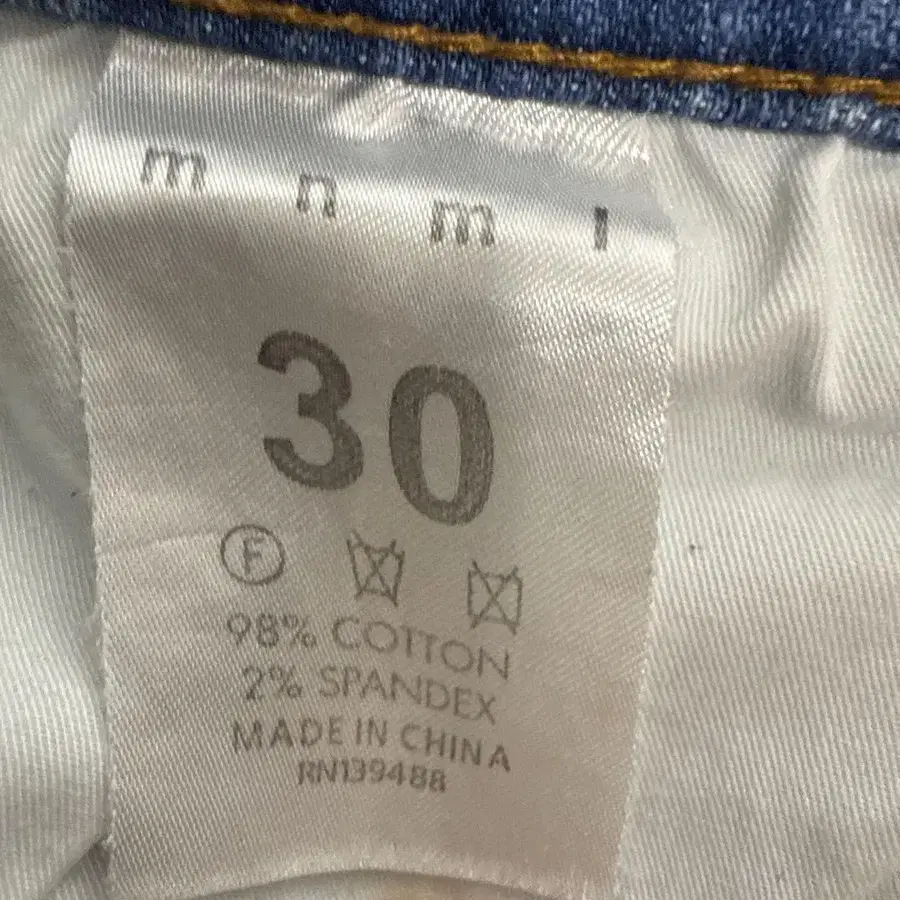 m n m l
30
F
98% COTTON
2% SPANDEX
MADE IN CHINA
RN139488